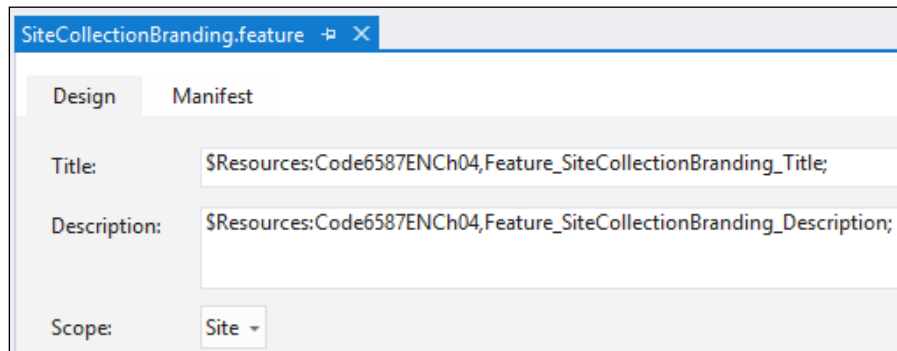 SiteCollectionBranding.feature
Design Manifest
Title: $Resources:Code6587ENCh04,Feature_SiteCollectionBranding_Title;
Description: $Resources:Code6587ENCh04,Feature_SiteCollectionBranding_Description;
Scope: Site